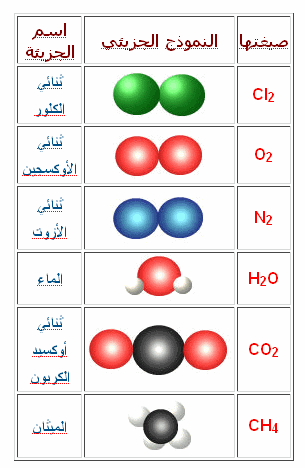 اسم الجزيئة النموذج الجزيئي صيغتها
ثنائي الكلور Cl2
ثنائي الأوكسجين O2
ثنائي الأزوت N2
الماء H2O
ثنائي أوكسيد الكربون CO2
الميثان CH4